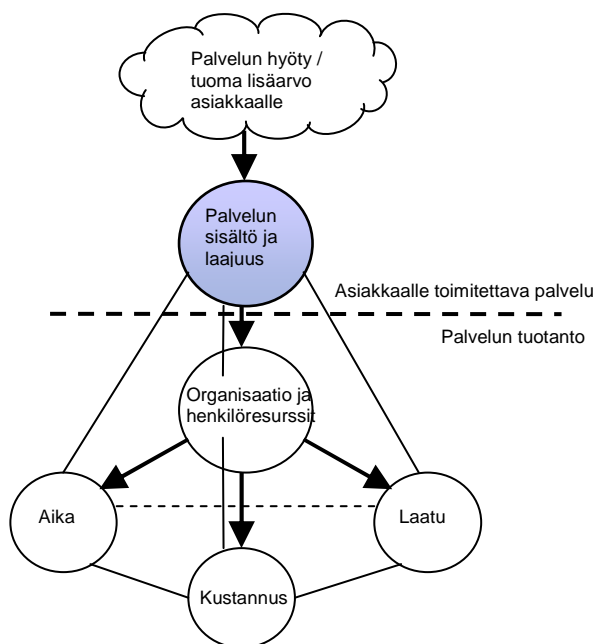 Palvelun hyöty /
tuoma lisäarvo
asiakkaalle
Palvelun
sisältö ja
laajuus
Asiakkaalle toimitettava palvelu
Palvelun tuotanto
Organisaatio ja
henkilöresurssit
Aika
Laatu
Kustannus